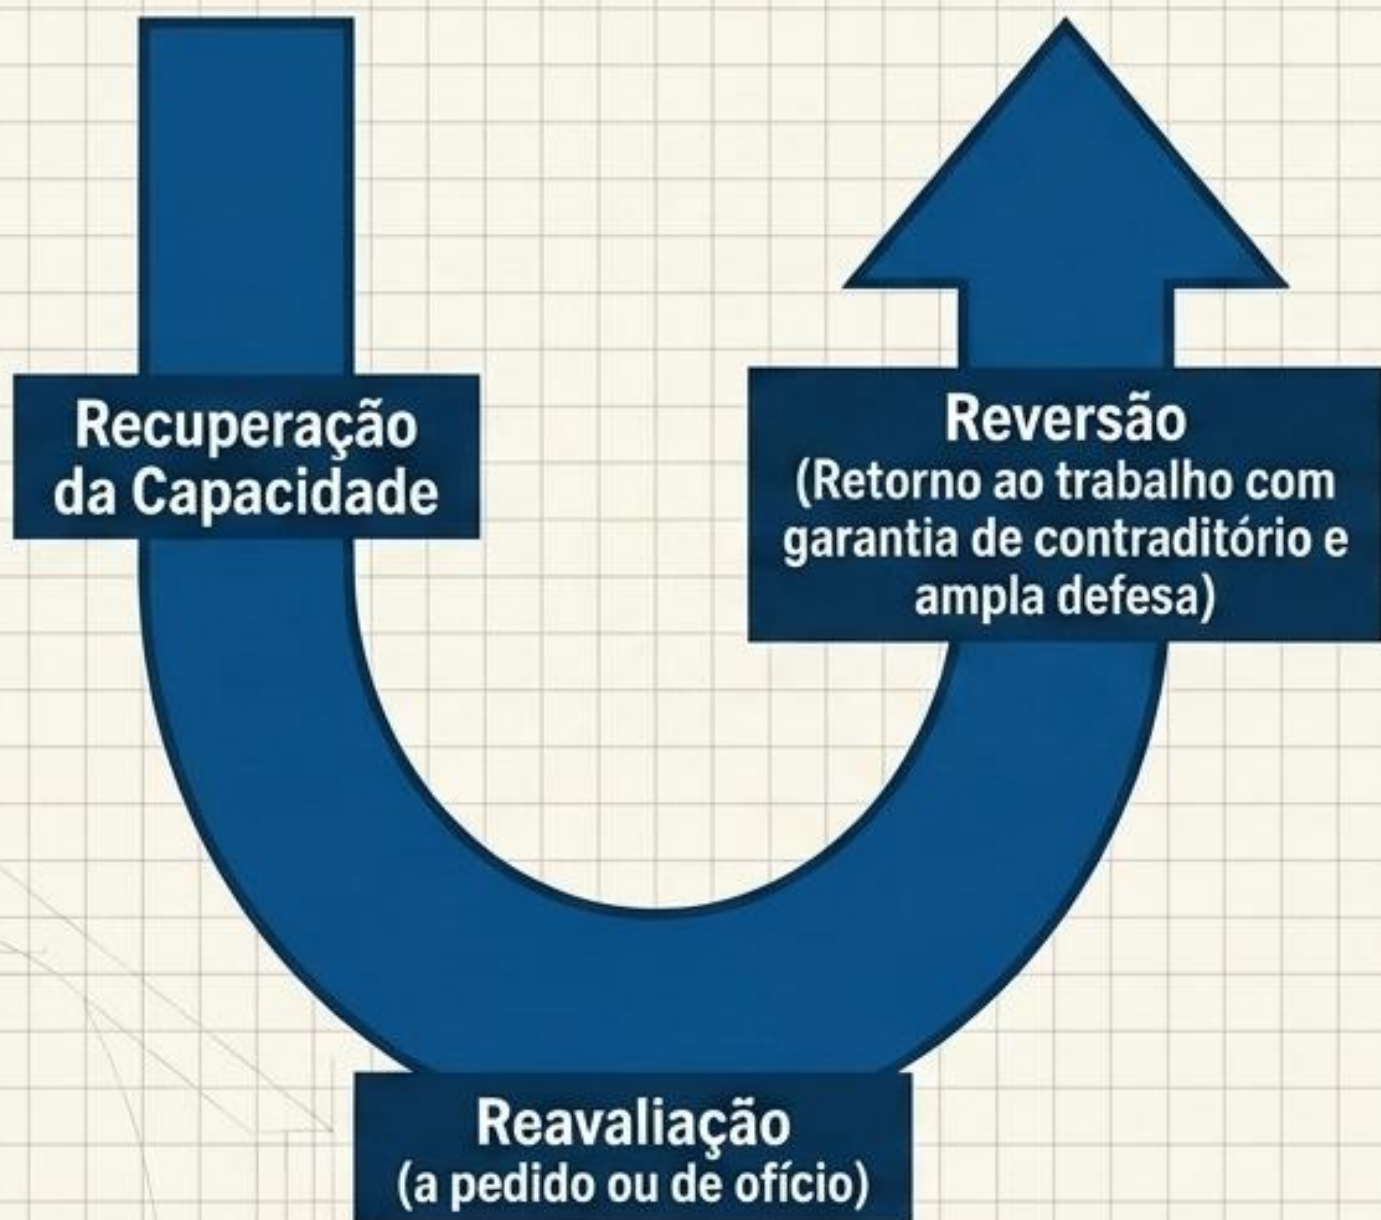 Recuperação
da Capacidade
Reavaliação
(a pedido ou de ofício)
Reversão
(Retorno ao trabalho com
garantia de contraditório e
ampla defesa)